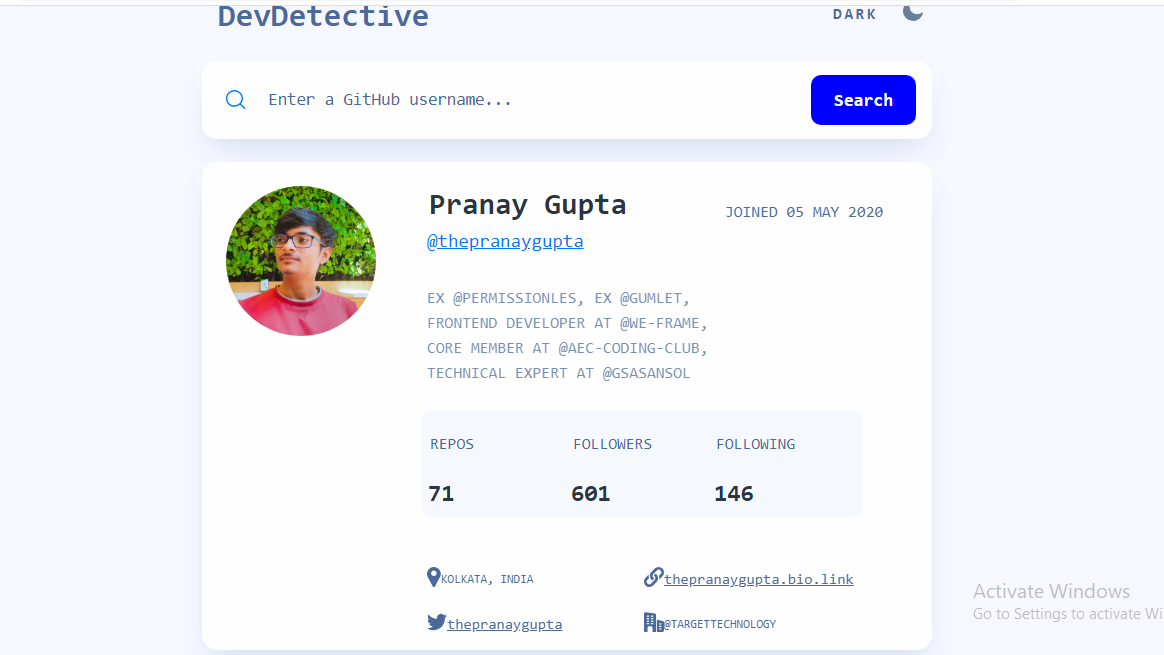 DevDetective
DARK
Enter a GitHub username...
Search
Pranay Gupta
JOINED 05 MAY 2020
@thepranaygupta
EX @PERMISSIONLES, EX @GUMLET,
FRONTEND DEVELOPER AT @WE-FRAME,
CORE MEMBER AT @AEC-CODING-CLUB,
TECHNICAL EXPERT AT @GSASANSOL
REPOS FOLLOWERS FOLLOWING
71 601 146
KOLKATA, INDIA thepranaygupta.bio.link
thepranaygupta @TARGETTECHNOLOGY
Activate Windows
Go to Settings to activate Wi